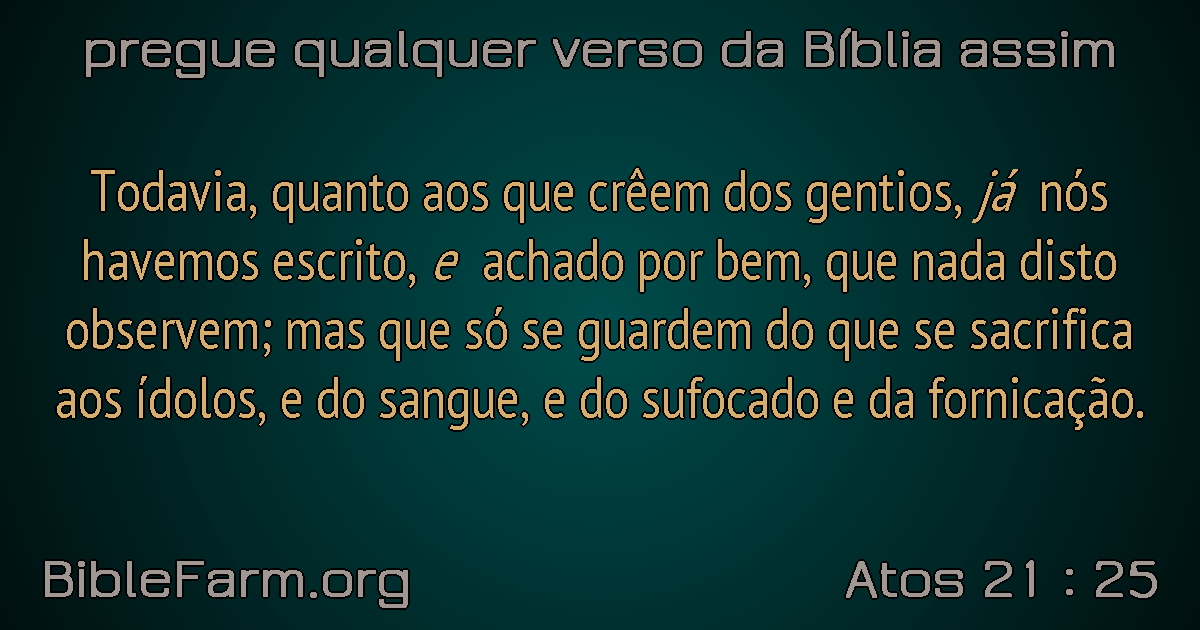 pregue qualquer verso da Bíblia assim
Todavia, quanto aos que crêem dos gentios, já nós
havemos escrito, e achado por bem, que nada disto
observem; mas que só se guardem do que se sacrifica
aos ídolos, e do sangue, e do sufocado e da fornicação.
BibleFarm.org
Atos 21 : 25